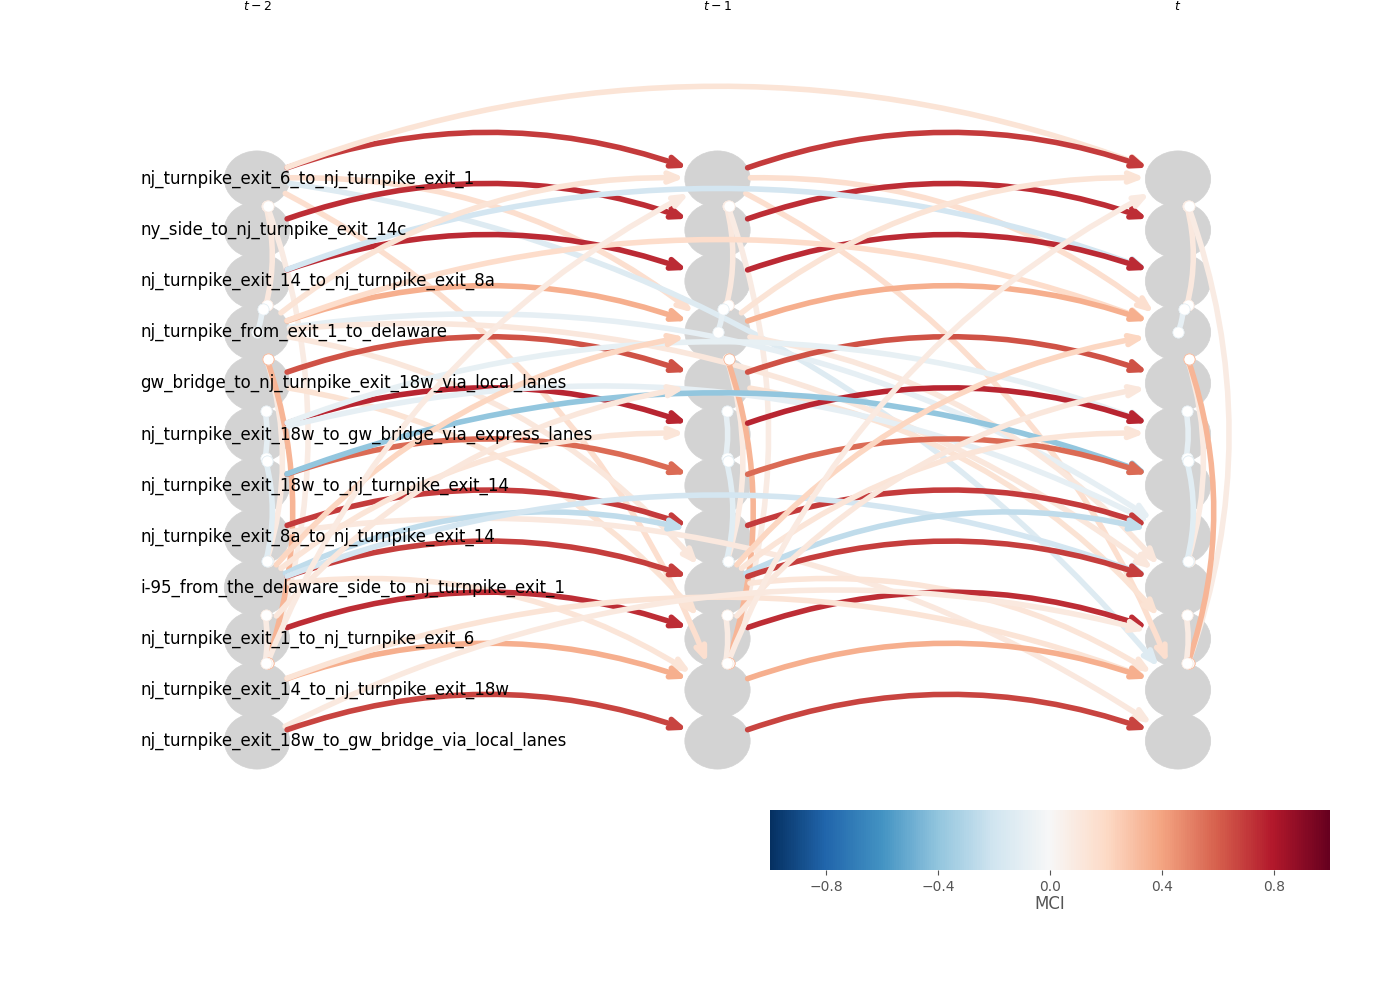 t − 2 t − 1 t
nj_turnpike_exit_6_to_nj_turnpike_exit_1
ny_side_to_nj_turnpike_exit_14c
nj_turnpike_exit_14_to_nj_turnpike_exit_8a
nj_turnpike_from_exit_1_to_delaware
gw_bridge_to_nj_turnpike_exit_18w_via_local_lanes
nj_turnpike_exit_18w_to_gw_bridge_via_express_lanes
nj_turnpike_exit_18w_to_nj_turnpike_exit_14
nj_turnpike_exit_8a_to_nj_turnpike_exit_14
i-95_from_the_delaware_side_to_nj_turnpike_exit_1
nj_turnpike_exit_1_to_nj_turnpike_exit_6
nj_turnpike_exit_14_to_nj_turnpike_exit_18w
nj_turnpike_exit_18w_to_gw_bridge_via_local_lanes
−0.8 −0.4 0.0 0.4 0.8
MCI